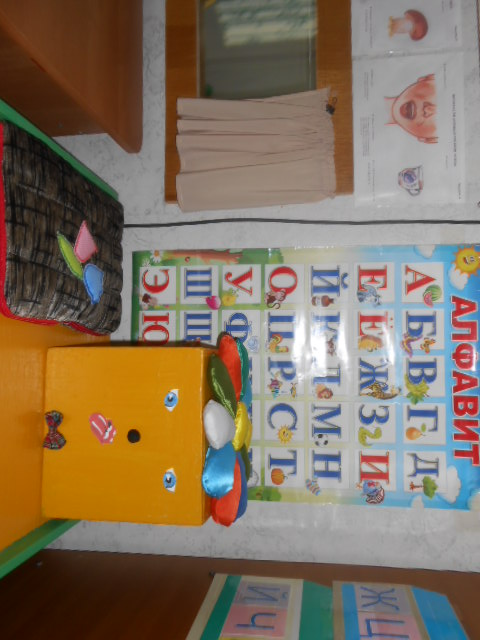 АЛФАВИТ
А Б В Г Д
Е Ё Ж З И
Й К Л М Н
О П Р С Т
У Ф
Ш Щ
Э Ю
Ж Ц
И Ч